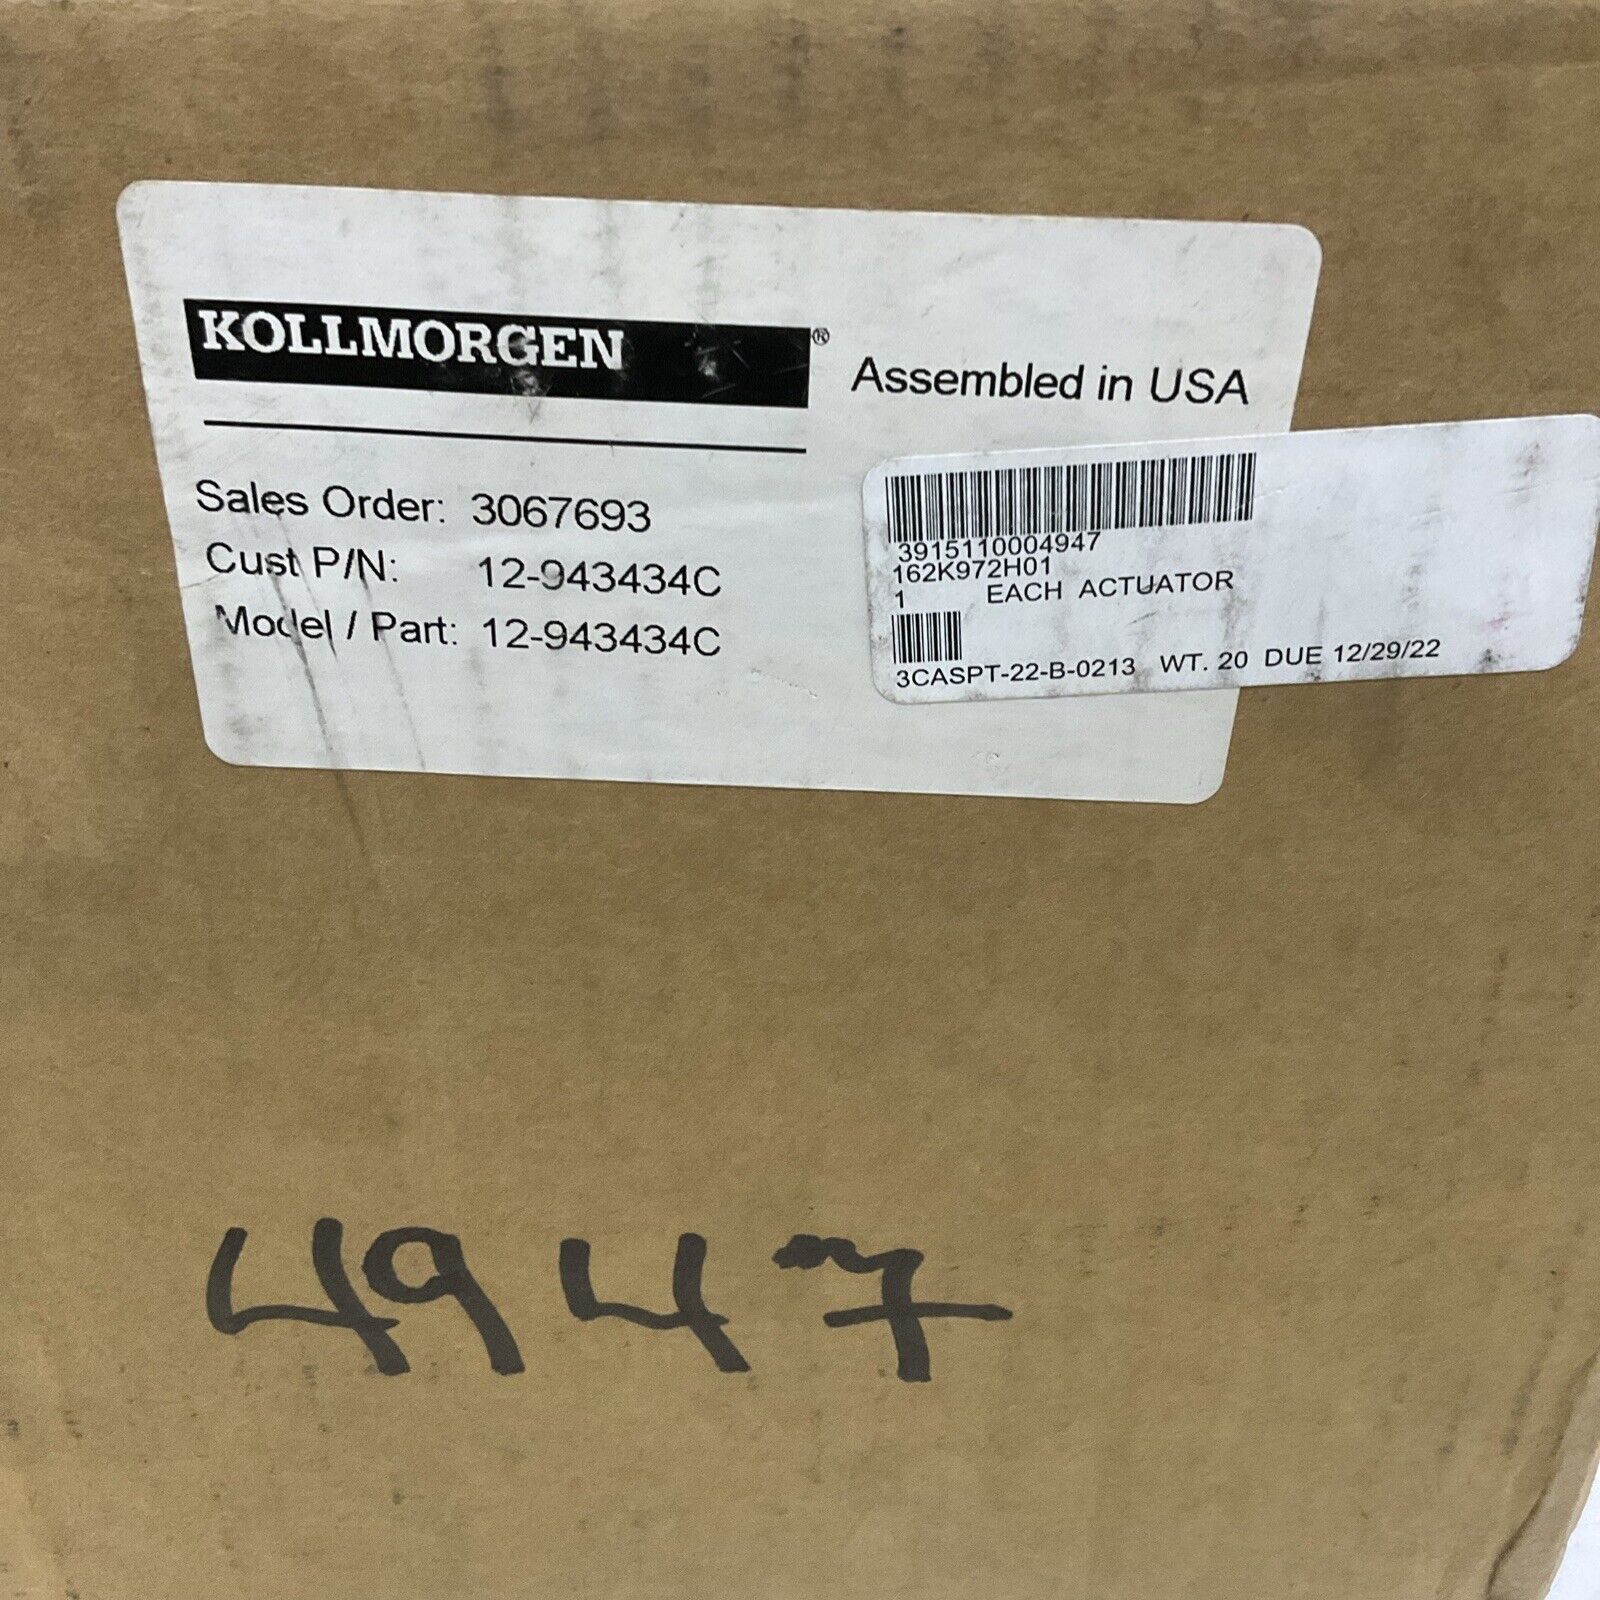 KOLLMORGEN®
Assembled in USA
Sales Order: 3067693
Cust P/N: 12-943434C
Model / Part: 12-943434C
3915110004947
162K972H01
1 EACH ACTUATOR
3CASPT-22-B-0213 WT. 20 DUE 12/29/22
4947